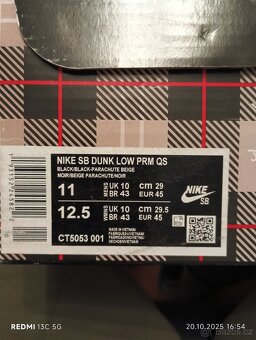 NIKE SB DUNK LOW PRM QS
BLACK/BLACK-PARACHUTE BEIGE
NOIR/BEIGE PARACHUTE/NOIR
11 MENS UK 10 BR 43 cm 29 EUR 45
12.5 UK 10 BR 43 cm 29.5 EUR 45
NIKE
SB
CT5053 001
MADE IN VIETNAM
REDMI 13C 5G
20.10.2025 16:54